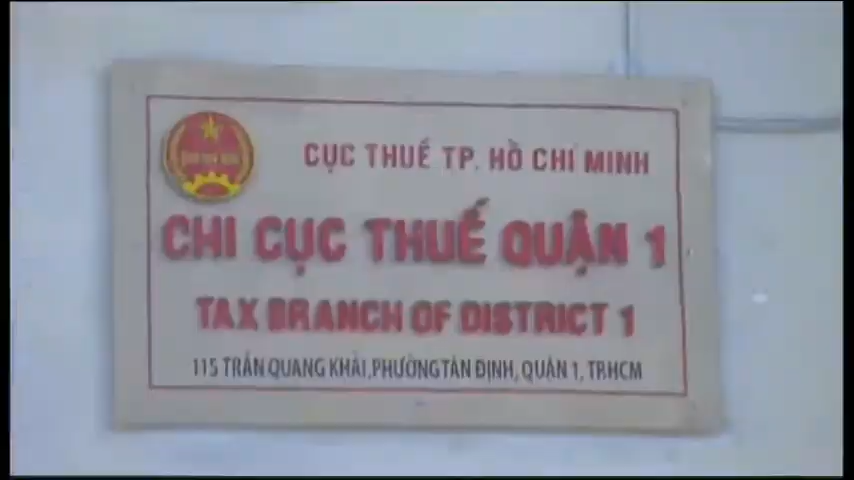 CỤC THUẾ TP. HỒ CHÍ MINH
CHI CỤC THUẾ QUẬN 1
TAX BRANCH OF DISTRICT 1
115 TRẦN QUANG KHẢI, PHƯỜNG TÂN ĐỊNH, QUẬN 1, TP.HCM